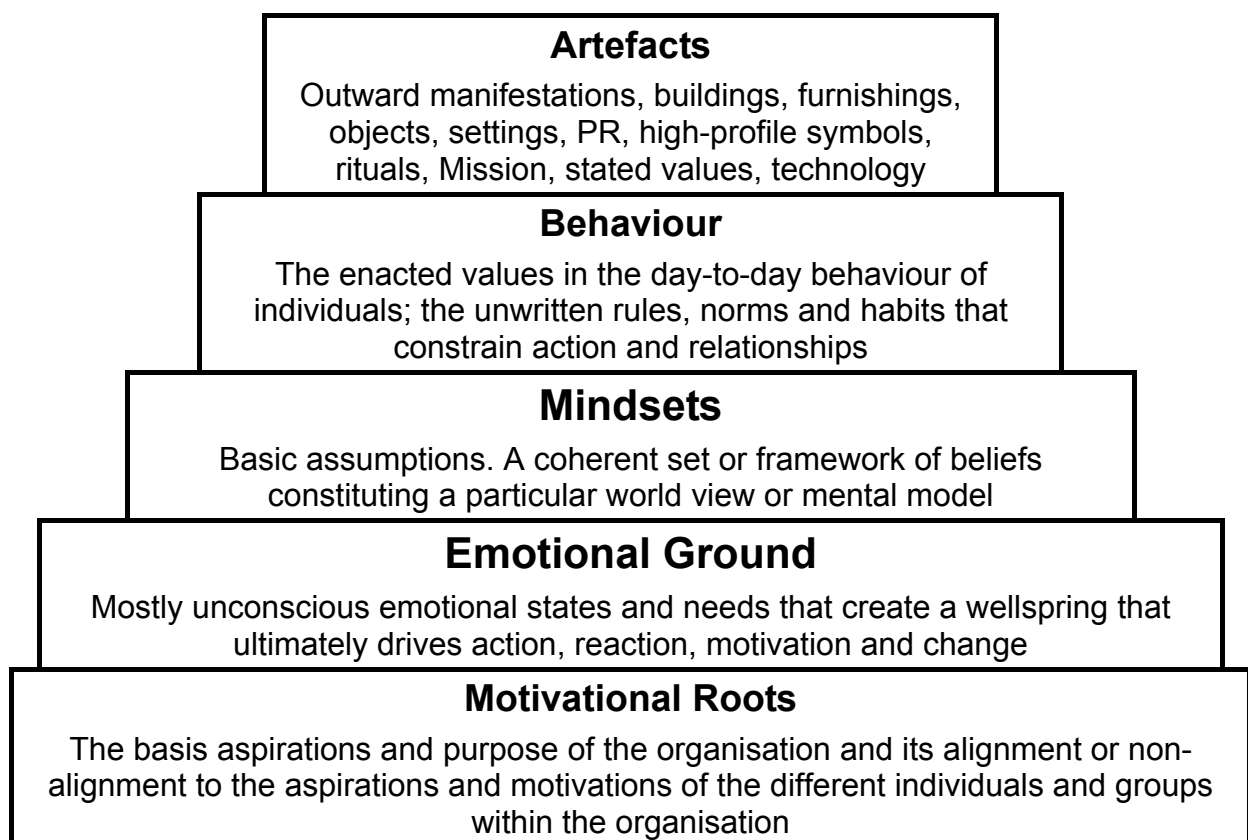 Artefacts
Outward manifestations, buildings, furnishings,
objects, settings, PR, high-profile symbols,
rituals, Mission, stated values, technology
Behaviour
The enacted values in the day-to-day behaviour of
individuals; the unwritten rules, norms and habits that
constrain action and relationships
Mindsets
Basic assumptions. A coherent set or framework of beliefs
constituting a particular world view or mental model
Emotional Ground
Mostly unconscious emotional states and needs that create a wellspring that
ultimately drives action, reaction, motivation and change
Motivational Roots
The basis aspirations and purpose of the organisation and its alignment or non-
alignment to the aspirations and motivations of the different individuals and groups
within the organisation